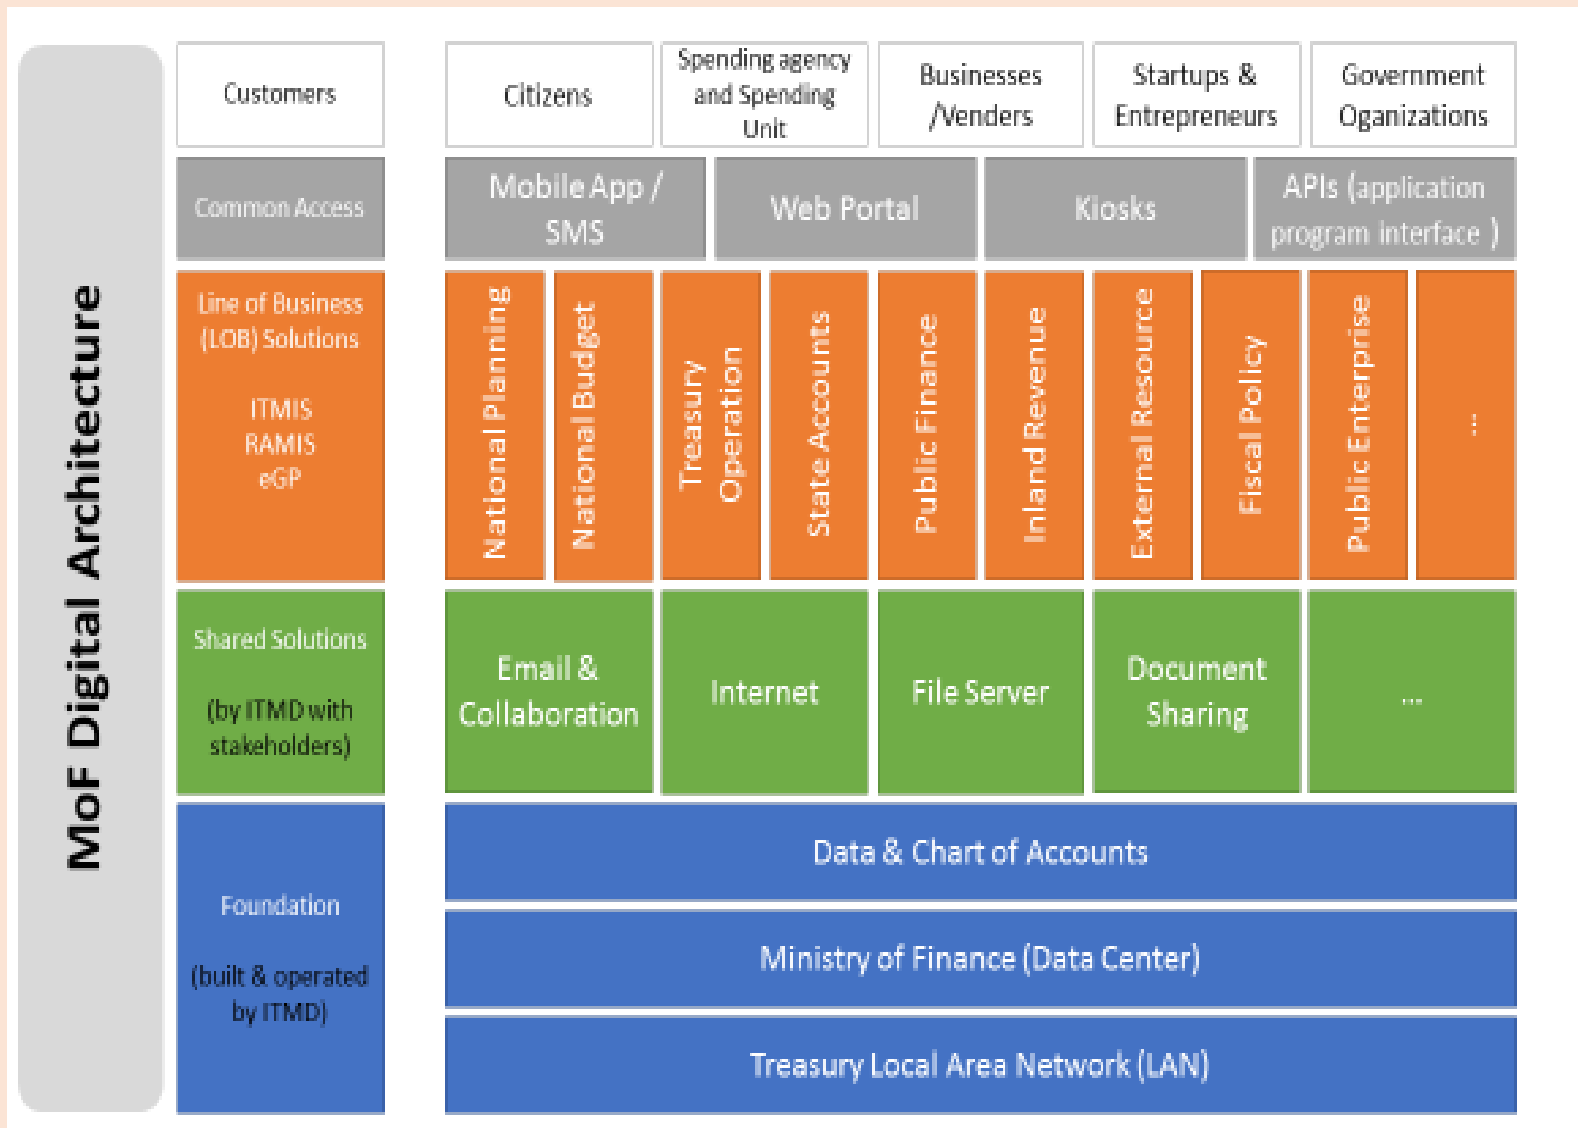 MoF Digital Architecture
Customers
Citizens
Spending agency
and Spending
Unit
Businesses
/Venders
Startups &
Entrepreneurs
Government
Oganizations
Common Access
Mobile App /
SMS
Web Portal
Kiosks
APIs (application
program interface )
Line of Business
(LOB) Solutions
ITMIS
RAMIS
eGP
National Planning
National Budget
Treasury
Operation
State Accounts
Public Finance
Inland Revenue
External Resource
Fiscal Policy
Public Enterprise
...
Shared Solutions
(by ITMD with
stakeholders)
Email &
Collaboration
Internet
File Server
Document
Sharing
...
Foundation
(built & operated
by ITMD)
Data & Chart of Accounts
Ministry of Finance (Data Center)
Treasury Local Area Network (LAN)